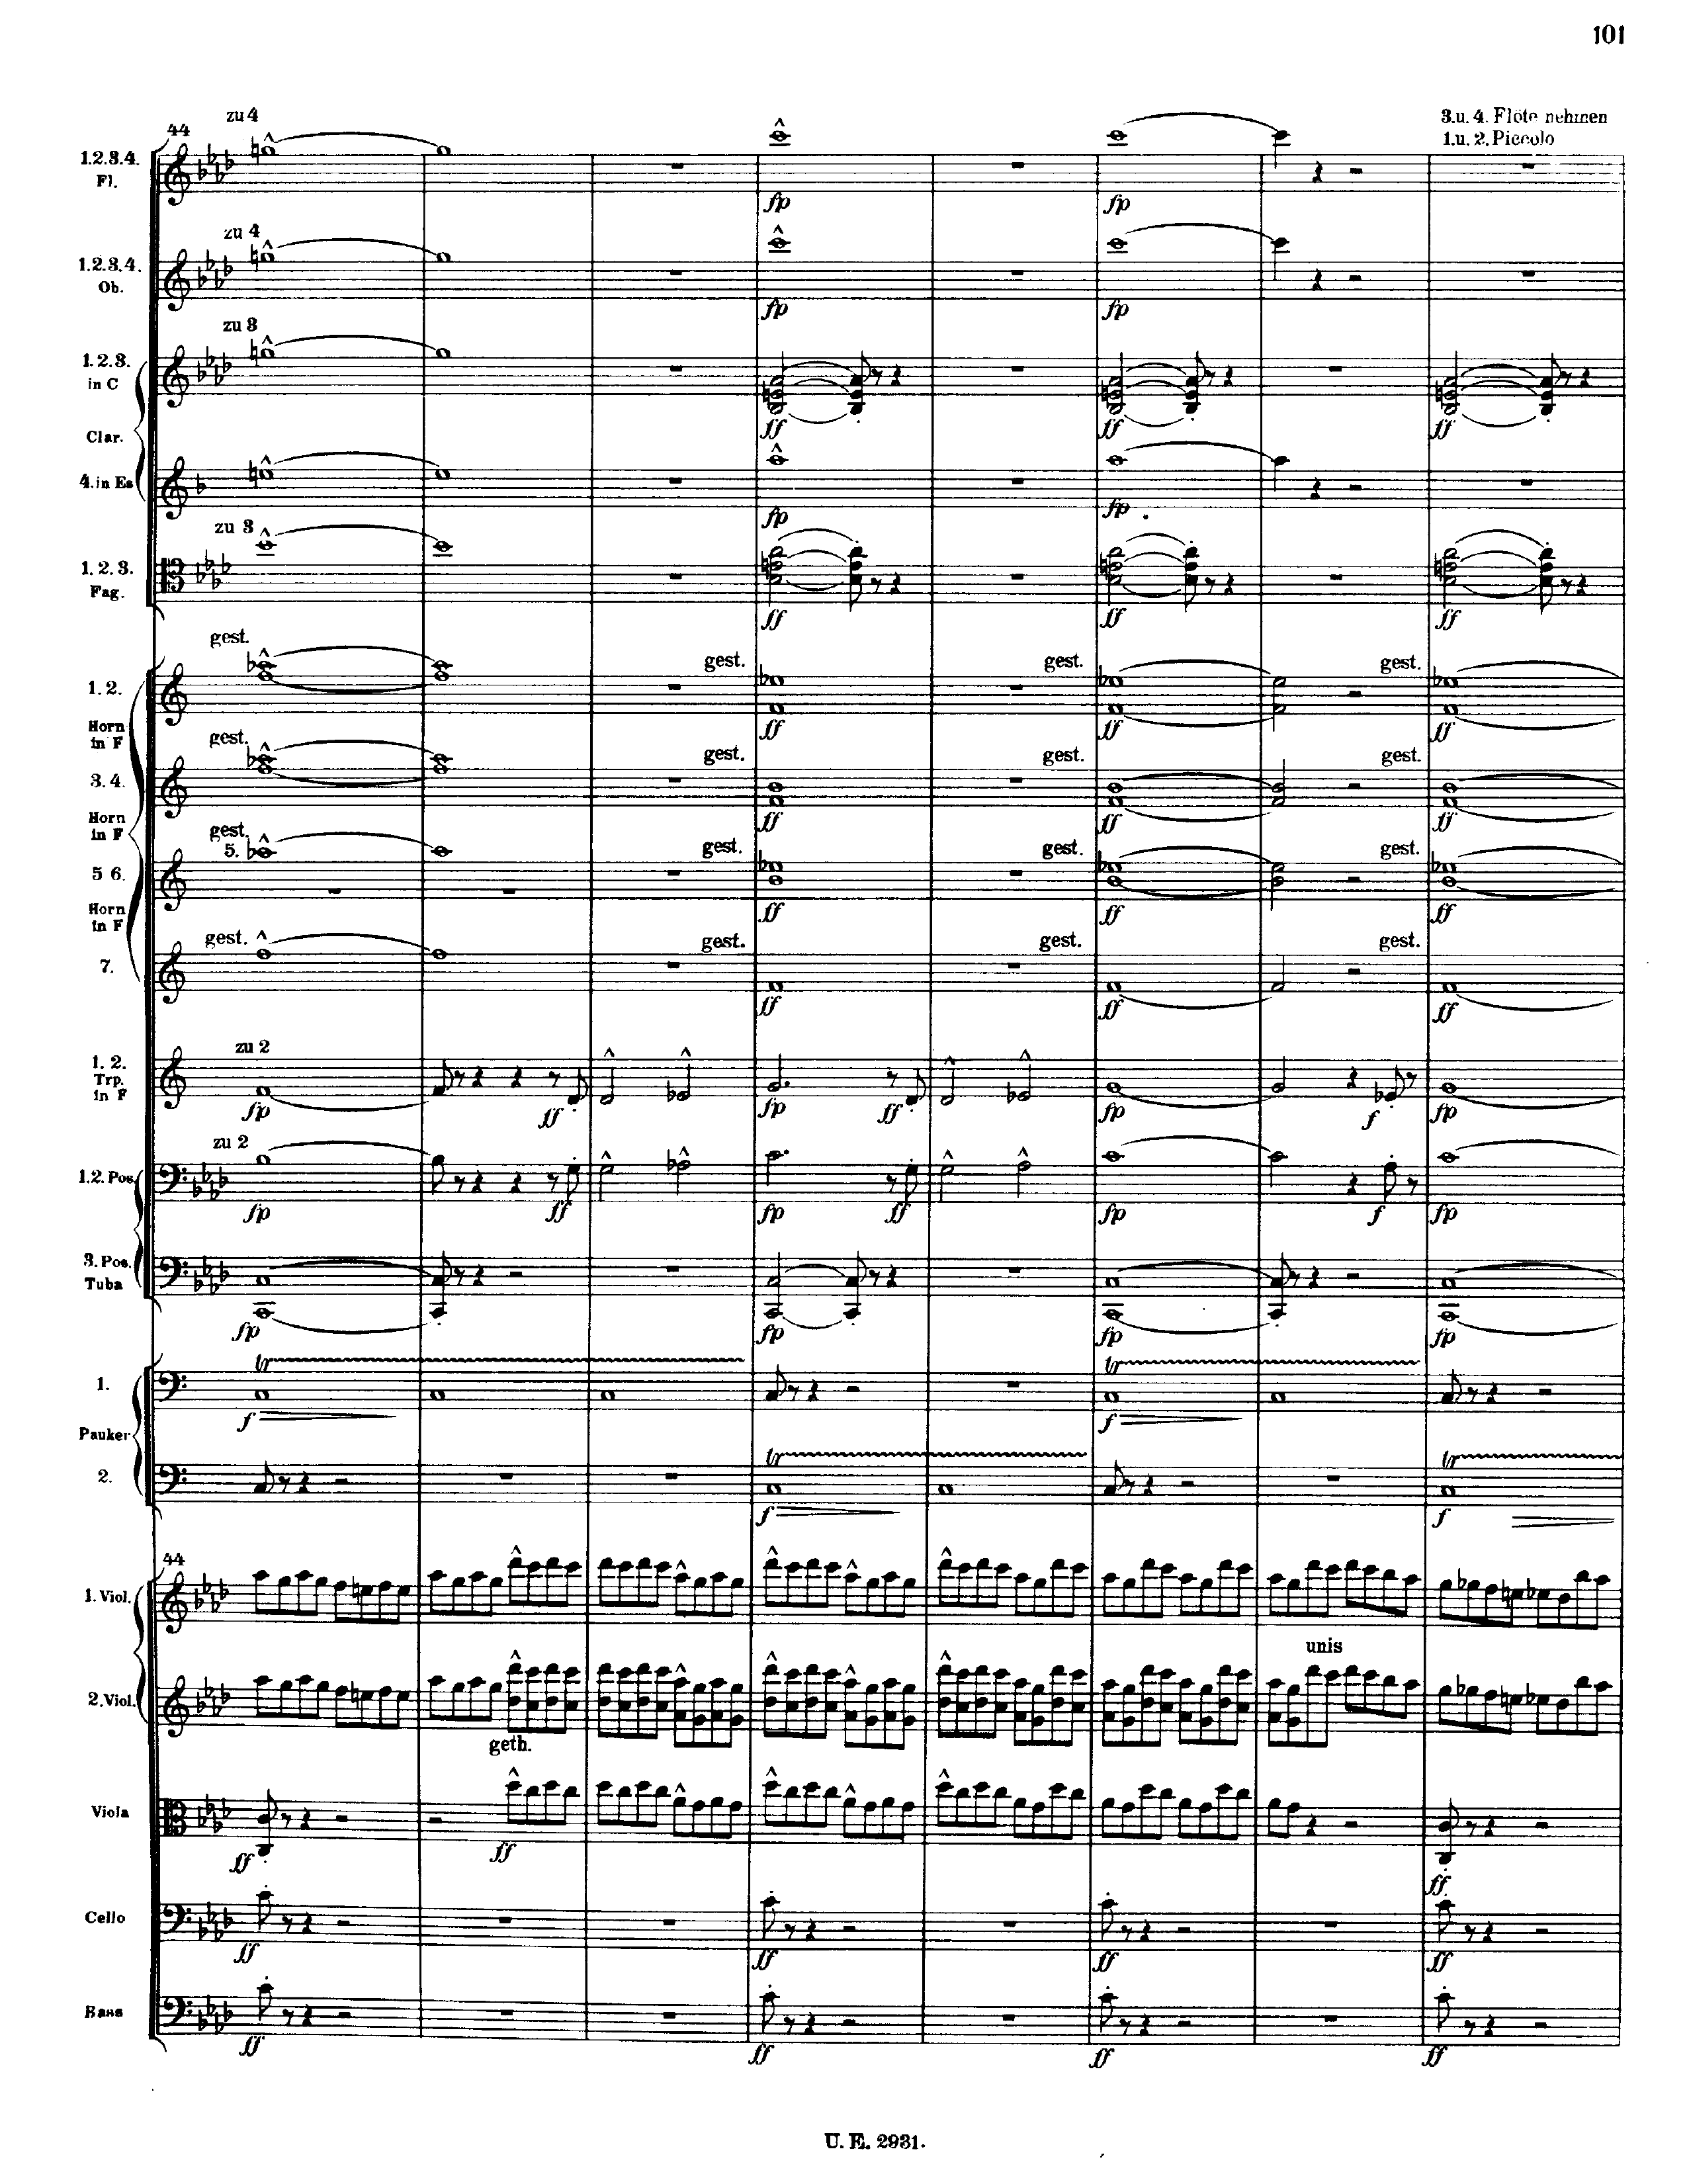 101
zu 4
3.u. 4. Flöte nehmen
1.u. 2. Piccolo
44
1.2.3.4.
Fl.
fp
fp
zu 4
1.2.3.4.
Ob.
fp
fp
zu 3
1.2.3.
in C
ff
ff
ff
Clar.
4. in Es
fp
fp
zu 3
1. 2. 3.
Fag.
ff
ff
ff
gest.
gest.
gest.
gest.
1. 2.
Horn
in F
ff
ff
ff
gest.
gest.
gest.
gest.
3. 4.
Horn
in F
ff
ff
ff
gest.
5.
gest.
gest.
gest.
5 6.
Horn
in F
ff
ff
ff
gest.
gest.
gest.
gest.
7.
ff
ff
ff
zu 2
1. 2.
Trp.
in F
fp
ff
fp
ff
fp
f
fp
zu 2
1.2. Pos.
fp
ff
fp
ff
fp
f
fp
3. Pos.
Tuba
fp
fp
fp
fp
tr
tr
1.
f
f
Pauken
tr
tr
2.
f
f
44
1. Viol.
unis
2. Viol.
geth.
Viola
ff
ff
ff
Cello
ff
ff
ff
ff
Bass
ff
ff
ff
ff
U. E. 2931.